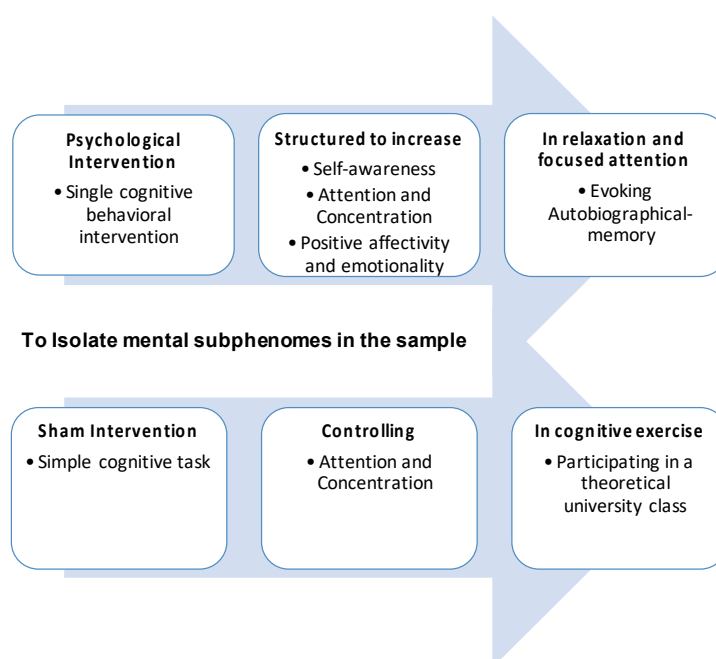 Psychological
Intervention
• Single cognitive
behavioral
intervention
Structured to increase
• Self-awareness
• Attention and
Concentration
• Positive affectivity
and emotionality
In relaxation and
focused attention
• Evoking
Autobiographical-
memory
To Isolate mental subphenomes in the sample
Sham Intervention
• Simple cognitive task
Controlling
• Attention and
Concentration
In cognitive exercise
• Participating in a
theoretical
university class